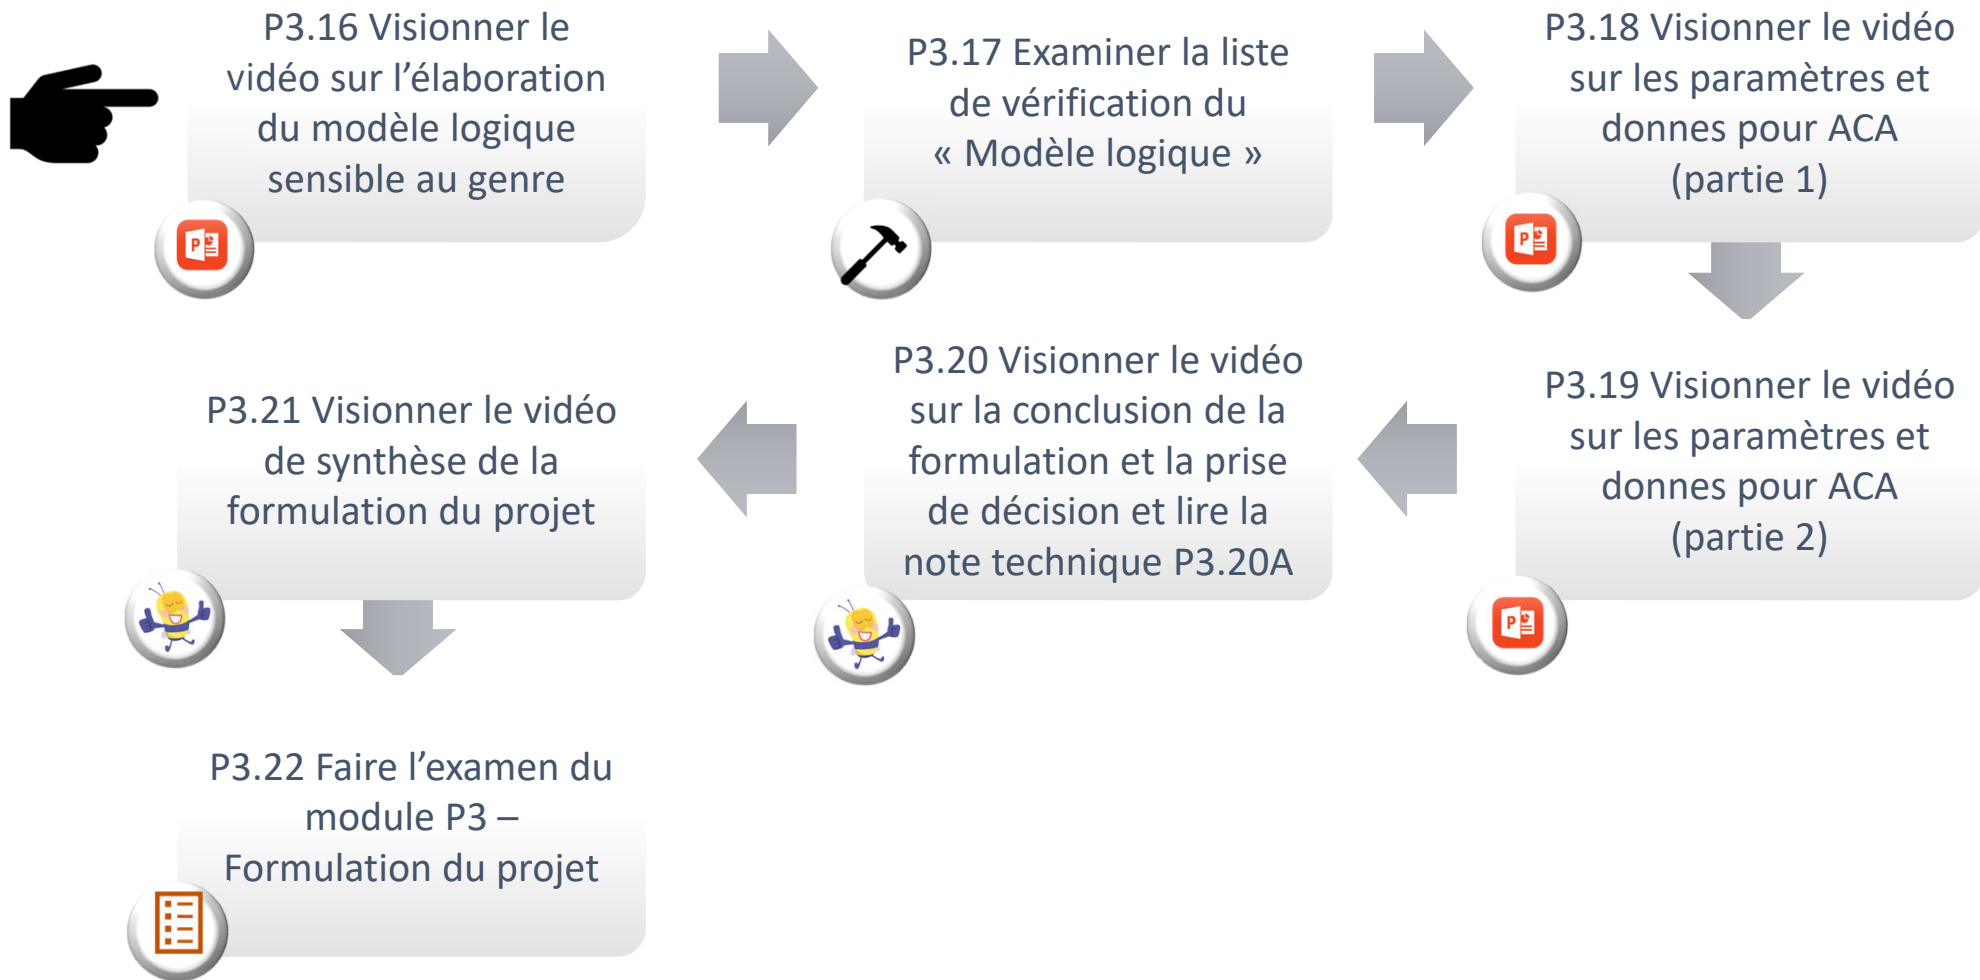 P3.16 Visionner le
vidéo sur l’élaboration
du modèle logique
sensible au genre
P3.17 Examiner la liste
de vérification du
« Modèle logique »
P3.18 Visionner le vidéo
sur les paramètres et
donnes pour ACA
(partie 1)
P3.19 Visionner le vidéo
sur les paramètres et
donnes pour ACA
(partie 2)
P3.20 Visionner le vidéo
sur la conclusion de la
formulation et la prise
de décision et lire la
note technique P3.20A
P3.21 Visionner le vidéo
de synthèse de la
formulation du projet
P3.22 Faire l’examen du
module P3 –
Formulation du projet